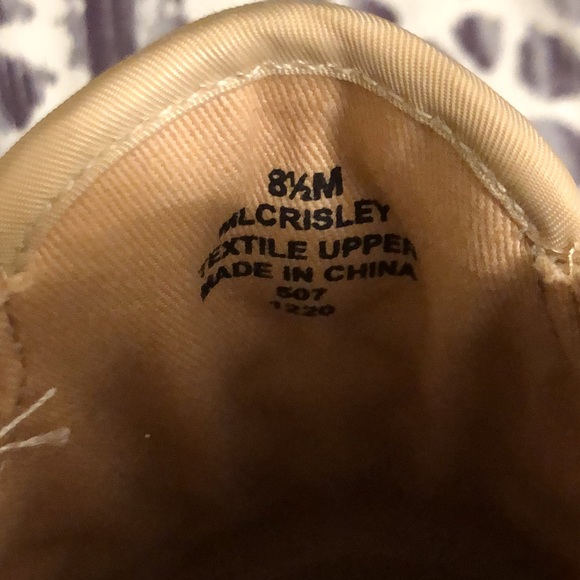 8½M
MLCRISLEY
TEXTILE UPPER
MADE IN CHINA
507
1220